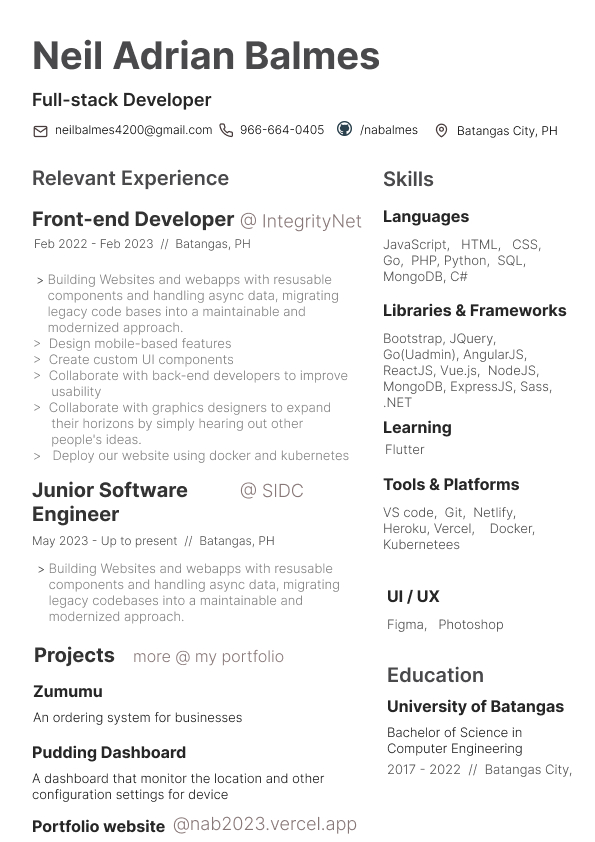 Neil Adrian Balmes
Full-stack Developer
neilbalmes4200@gmail.com 966-664-0405 /nabalmes Batangas City, PH
Relevant Experience
Front-end Developer @ IntegrityNet
Feb 2022 - Feb 2023 // Batangas, PH
> Building Websites and webapps with resusable
components and handling async data, migrating
legacy code bases into a maintainable and
modernized approach.
> Design mobile-based features
> Create custom UI components
> Collaborate with back-end developers to improve
usability
> Collaborate with graphics designers to expand
their horizons by simply hearing out other
people's ideas.
> Deploy our website using docker and kubernetes
Junior Software @ SIDC
Engineer
May 2023 - Up to present // Batangas, PH
> Building Websites and webapps with resusable
components and handling async data, migrating
legacy codebases into a maintainable and
modernized approach.
Projects more @ my portfolio
Zumumu
An ordering system for businesses
Pudding Dashboard
A dashboard that monitor the location and other
configuration settings for device
Portfolio website @nab2023.vercel.app
Skills
Languages
JavaScript, HTML, CSS,
Go, PHP, Python, SQL,
MongoDB, C#
Libraries & Frameworks
Bootstrap, JQuery,
Go(Uadmin), AngularJS,
ReactJS, Vue.js, NodeJS,
MongoDB, ExpressJS, Sass,
.NET
Learning
Flutter
Tools & Platforms
VS code, Git, Netlify,
Heroku, Vercel, Docker,
Kubernetees
UI / UX
Figma, Photoshop
Education
University of Batangas
Bachelor of Science in
Computer Engineering
2017 - 2022 // Batangas City,